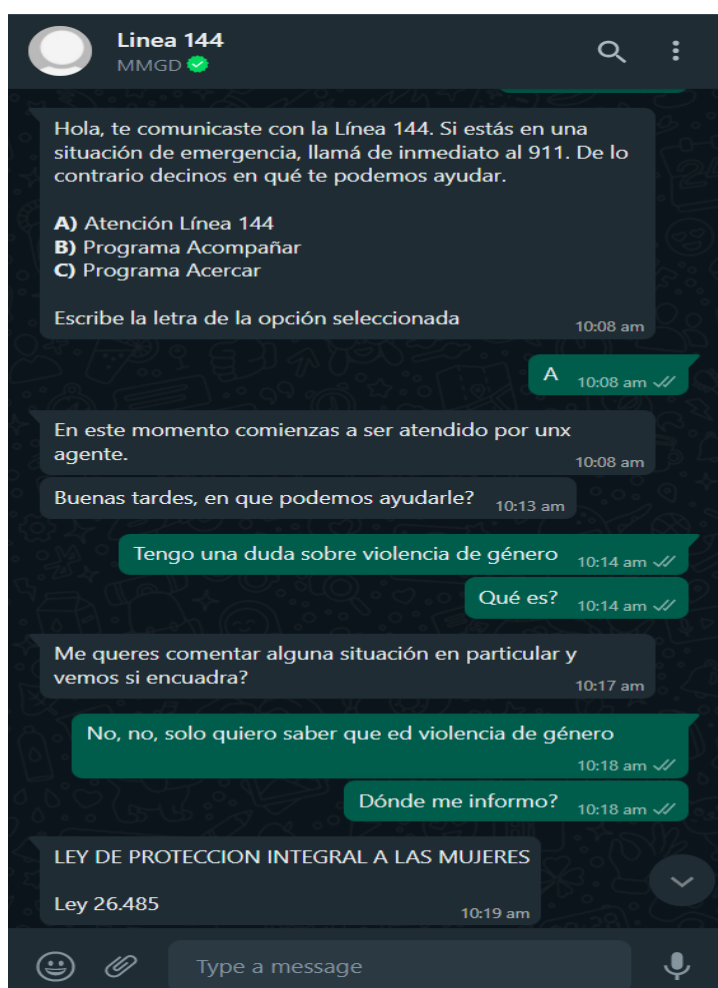 Linea 144
MMGD
Hola, te comunicaste con la Línea 144. Si estás en una
situación de emergencia, llamá de inmediato al 911. De lo
contrario decinos en qué te podemos ayudar.
A) Atención Línea 144
B) Programa Acompañar
C) Programa Acercar
Escribe la letra de la opción seleccionada
10:08 am
A 10:08 am
En este momento comienzas a ser atendido por unx
agente.
10:08 am
Buenas tardes, en que podemos ayudarle? 10:13 am
Tengo una duda sobre violencia de género 10:14 am
Qué es? 10:14 am
Me queres comentar alguna situación en particular y
vemos si encuadra?
10:17 am
No, no, solo quiero saber que ed violencia de género
10:18 am
Dónde me informo? 10:18 am
LEY DE PROTECCION INTEGRAL A LAS MUJERES
Ley 26.485
10:19 am
Type a message